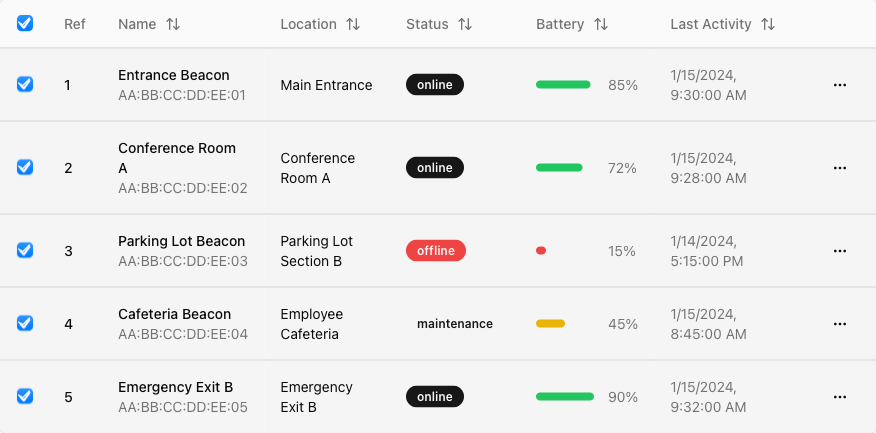 Ref Name Location Status Battery Last Activity
1 Entrance Beacon AA:BB:CC:DD:EE:01 Main Entrance online 85% 1/15/2024, 9:30:00 AM
2 Conference Room A AA:BB:CC:DD:EE:02 Conference Room A online 72% 1/15/2024, 9:28:00 AM
3 Parking Lot Beacon AA:BB:CC:DD:EE:03 Parking Lot Section B offline 15% 1/14/2024, 5:15:00 PM
4 Cafeteria Beacon AA:BB:CC:DD:EE:04 Employee Cafeteria maintenance 45% 1/15/2024, 8:45:00 AM
5 Emergency Exit B AA:BB:CC:DD:EE:05 Emergency Exit B online 90% 1/15/2024, 9:32:00 AM